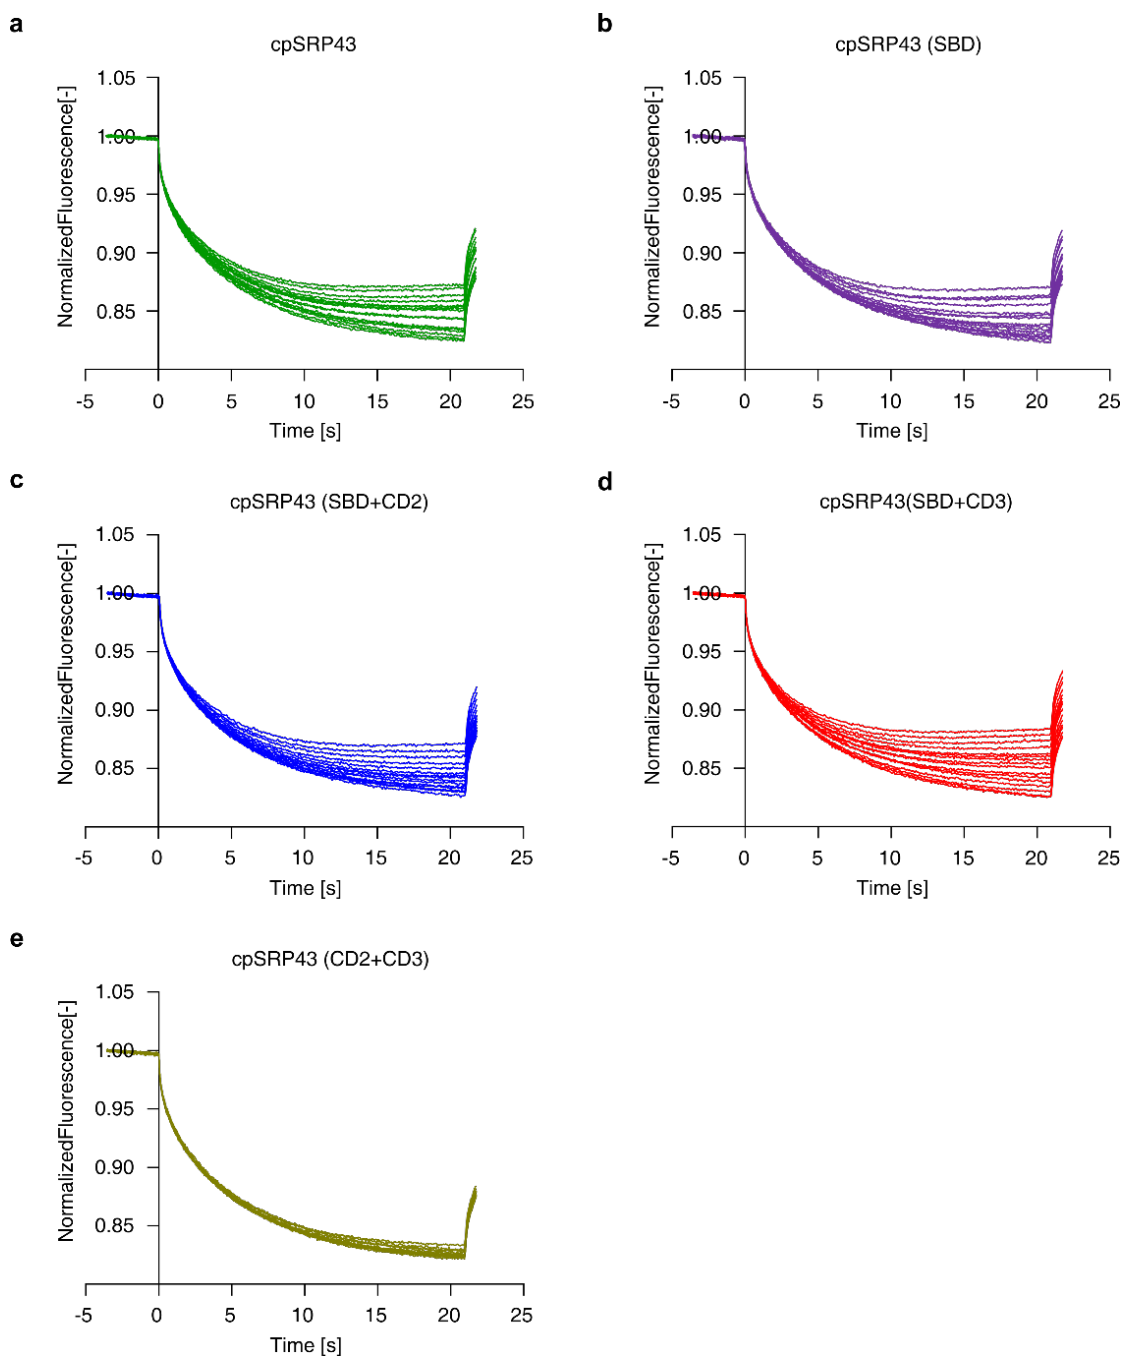 a
cpSRP43
NormalizedFluorescence[-]
1.05
1.00
0.95
0.90
0.85
-5 0 5 10 15 20 25
Time [s]
b
cpSRP43 (SBD)
NormalizedFluorescence[-]
1.05
1.00
0.95
0.90
0.85
-5 0 5 10 15 20 25
Time [s]
c
cpSRP43 (SBD+CD2)
NormalizedFluorescence[-]
1.05
1.00
0.95
0.90
0.85
-5 0 5 10 15 20 25
Time [s]
d
cpSRP43(SBD+CD3)
NormalizedFluorescence[-]
1.05
1.00
0.95
0.90
0.85
-5 0 5 10 15 20 25
Time [s]
e
cpSRP43 (CD2+CD3)
NormalizedFluorescence[-]
1.05
1.00
0.95
0.90
0.85
-5 0 5 10 15 20 25
Time [s]